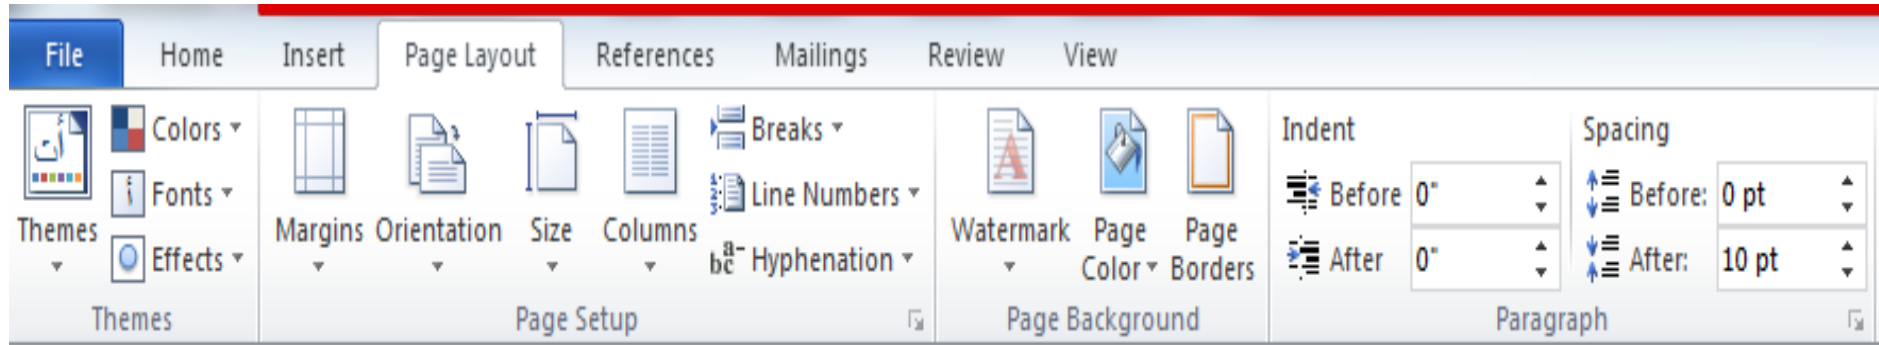 File Home Insert Page Layout References Mailings Review View
أت
Themes
Colors
أ Fonts
Effects
Themes
Margins
Orientation
Size
Columns
Breaks
Line Numbers
a-
bc Hyphenation
Page Setup
A
Watermark
Page
Color
Page
Borders
Page Background
Indent
Before 0"
After 0"
Spacing
Before: 0 pt
After: 10 pt
Paragraph